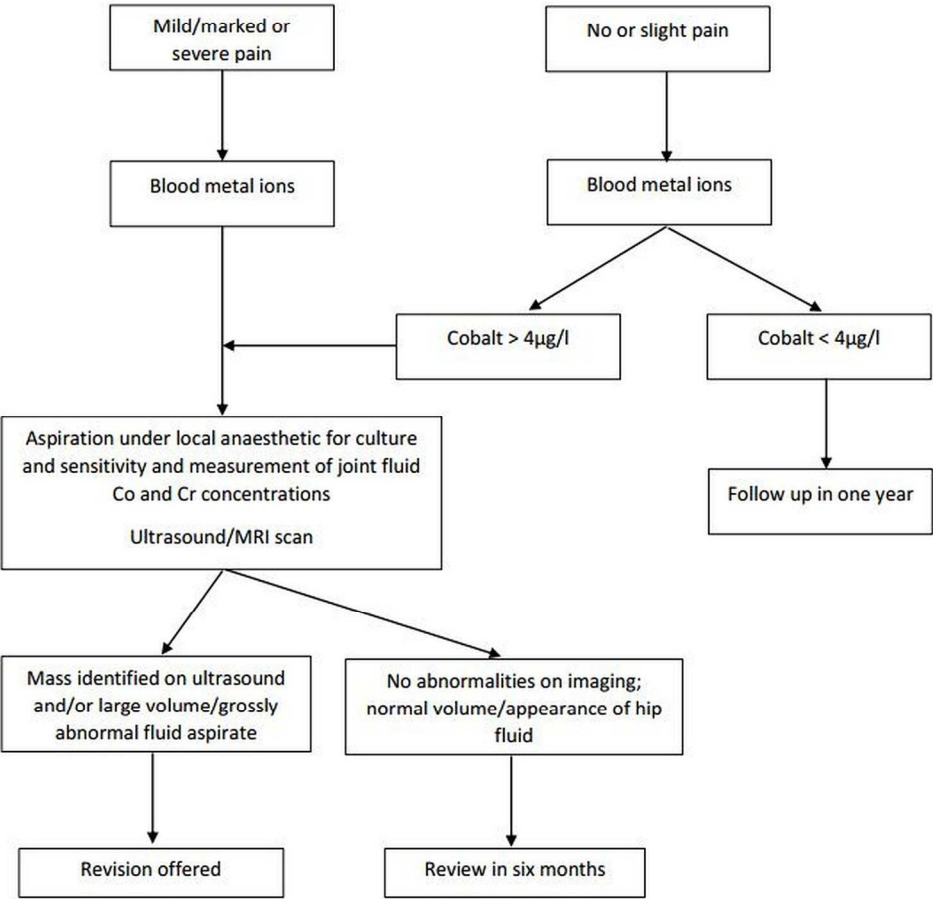 Mild/marked or
severe pain
No or slight pain
Blood metal ions
Blood metal ions
Cobalt > 4µg/l
Cobalt < 4µg/l
Aspiration under local anaesthetic for culture
and sensitivity and measurement of joint fluid
Co and Cr concentrations
Ultrasound/MRI scan
Follow up in one year
Mass identified on ultrasound
and/or large volume/grossly
abnormal fluid aspirate
No abnormalities on imaging;
normal volume/appearance of hip
fluid
Revision offered
Review in six months